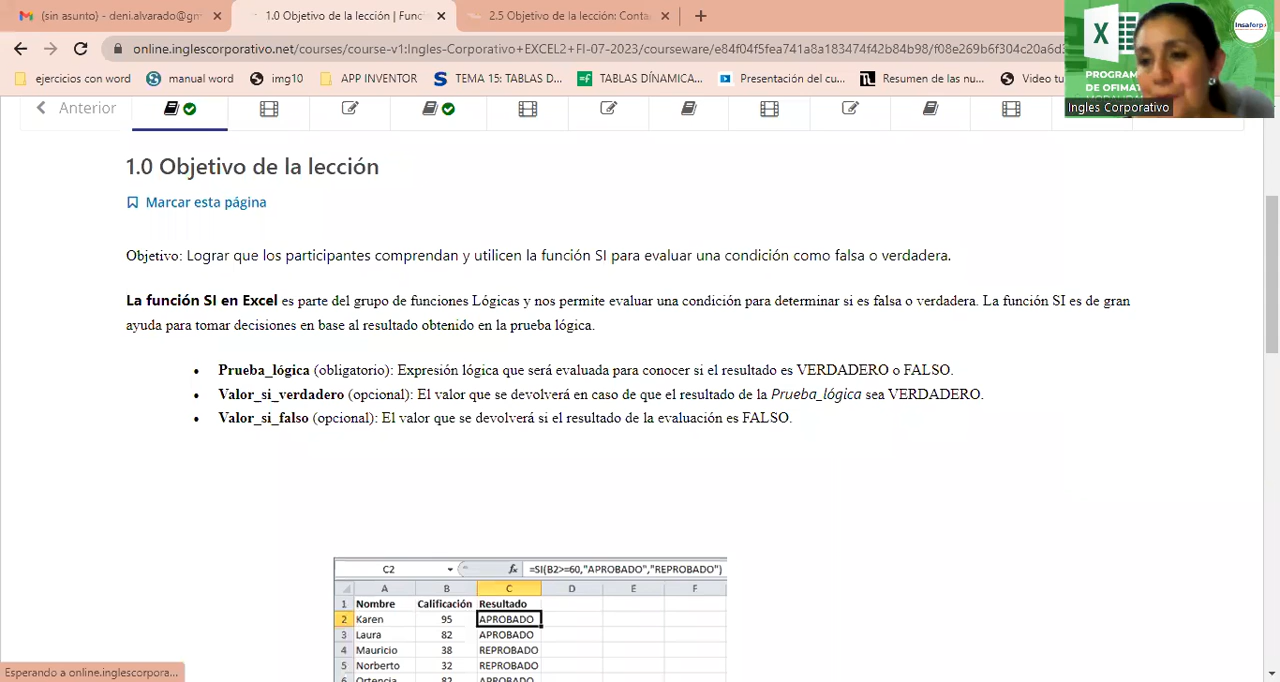 (sin asunto) - deni.alvarado@gm
1.0 Objetivo de la lección | Func
2.5 Objetivo de la lección: Conta
online.inglescorporativo.net/courses/course-v1:Ingles-Corporativo+EXCEL2+FI-07-2023/courseware/e84f04f5fea741a8a183474f42b84b98/f08e269b6f304c20a6d
ejercicios con word
manual word
img10
APP INVENTOR
TEMA 15: TABLAS D...
TABLAS DÍNAMICA...
Presentación del cu...
Resumen de las nu...
Video tu
X
Insaforp
PROGRAM
DE OFIMAT
Ingles Corporativo
Anterior
1.0 Objetivo de la lección
Marcar esta página
Objetivo: Lograr que los participantes comprendan y utilicen la función SI para evaluar una condición como falsa o verdadera.
La función SI en Excel es parte del grupo de funciones Lógicas y nos permite evaluar una condición para determinar si es falsa o verdadera. La función SI es de gran
ayuda para tomar decisiones en base al resultado obtenido en la prueba lógica.
• Prueba_lógica (obligatorio): Expresión lógica que será evaluada para conocer si el resultado es VERDADERO o FALSO.
• Valor_si_verdadero (opcional): El valor que se devolverá en caso de que el resultado de la Prueba_lógica sea VERDADERO.
• Valor_si_falso (opcional): El valor que se devolverá si el resultado de la evaluación es FALSO.
C2 fx =SI(B2>=60,"APROBADO","REPROBADO")
A B C D E F
1 Nombre Calificación Resultado
2 Karen 95 APROBADO
3 Laura 82 APROBADO
4 Mauricio 38 REPROBADO
5 Norberto 32 REPROBADO
6 Ortencia 82 APROBADO
Esperando a online.inglescorpora...